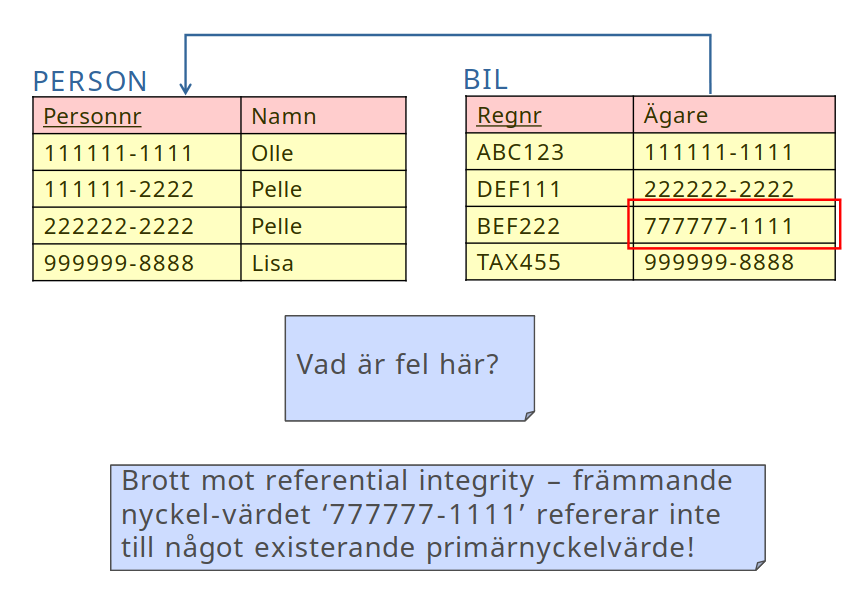 PERSON
Personnr Namn
111111-1111 Olle
111111-2222 Pelle
222222-2222 Pelle
999999-8888 Lisa
BIL
Regnr Ägare
ABC123 111111-1111
DEF111 222222-2222
BEF222 777777-1111
TAX455 999999-8888
Vad är fel här?
Brott mot referential integrity – främmande
nyckel-värdet ‘777777-1111’ refererar inte
till något existerande primärnyckelvärde!